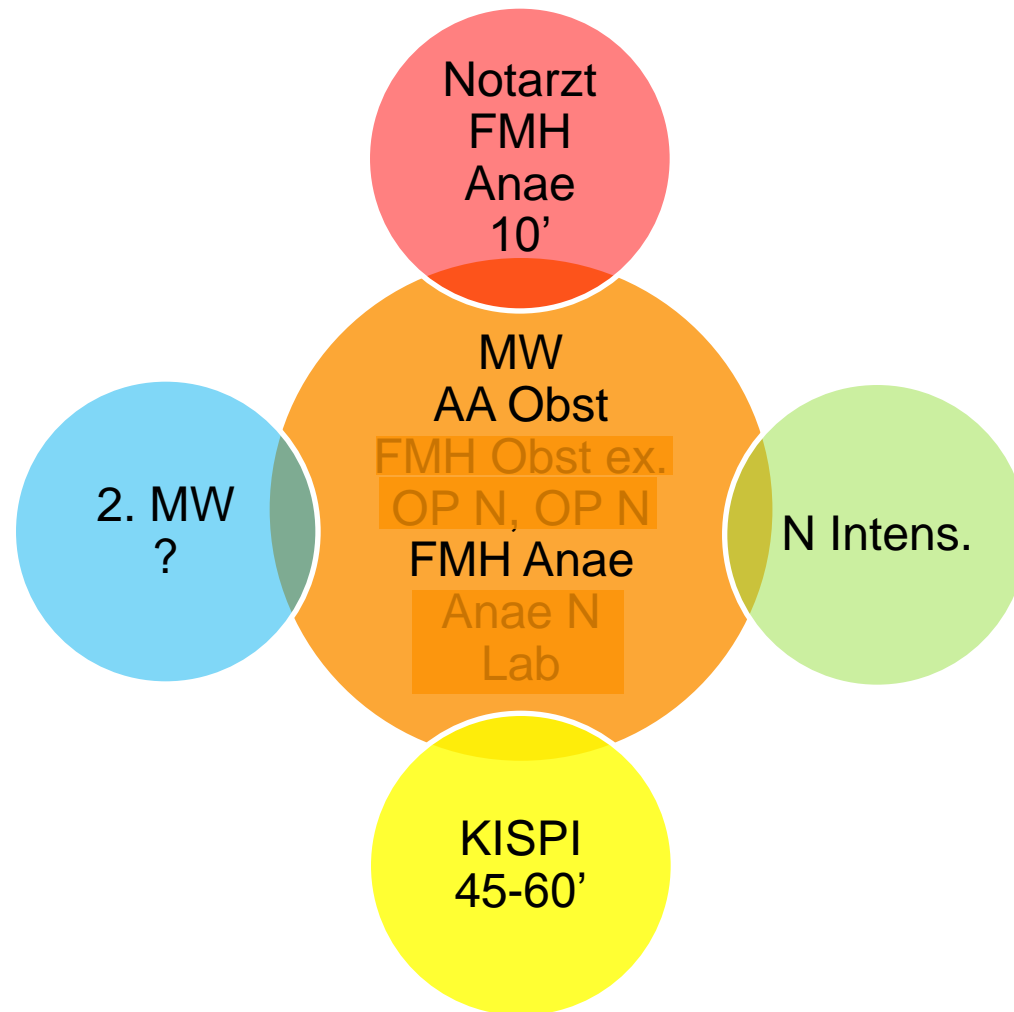 Notarzt
FMH
Anae
10’
MW
AA Obst
FMH Obst ex.
OP N, OP N
,
FMH Anae
Anae N
Lab
2. MW
?
N Intens.
KISPI
45-60’